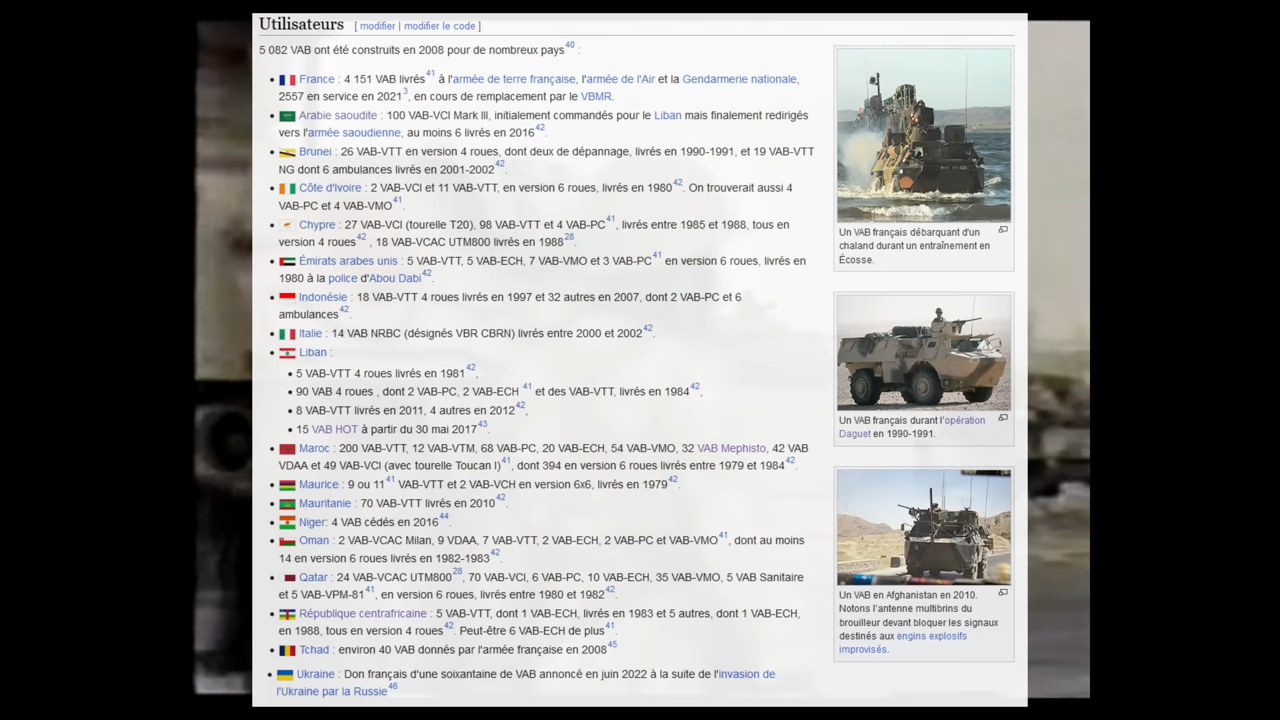 Utilisateurs [ modifier | modifier le code ]
5 082 VAB ont été construits en 2008 pour de nombreux pays40 :
France : 4 151 VAB livrés41 à l'armée de terre française, l'armée de l'Air et la Gendarmerie nationale,
2557 en service en 20213, en cours de remplacement par le VBMR.
Arabie saoudite : 100 VAB-VCI Mark III, initialement commandés pour le Liban mais finalement redirigés
vers l'armée saoudienne, au moins 6 livrés en 201642.
Brunei : 26 VAB-VTT en version 4 roues, dont deux de dépannage, livrés en 1990-1991, et 19 VAB-VTT
NG dont 6 ambulances livrés en 2001-200242.
Côte d'Ivoire : 2 VAB-VCI et 11 VAB-VTT, en version 6 roues, livrés en 198042. On trouverait aussi 4
VAB-PC et 4 VAB-VMO41.
Chypre : 27 VAB-VCI (tourelle T20), 98 VAB-VTT et 4 VAB-PC41, livrés entre 1985 et 1988, tous en
version 4 roues42 , 18 VAB-VCAC UTM800 livrés en 198828.
Émirats arabes unis : 5 VAB-VTT, 5 VAB-ECH, 7 VAB-VMO et 3 VAB-PC41 en version 6 roues, livrés en
1980 à la police d'Abou Dabi42.
Indonésie : 18 VAB-VTT 4 roues livrés en 1997 et 32 autres en 2007, dont 2 VAB-PC et 6
ambulances42.
Italie : 14 VAB NRBC (désignés VBR CBRN) livrés entre 2000 et 200242.
Liban :
5 VAB-VTT 4 roues livrés en 198142,
90 VAB 4 roues , dont 2 VAB-PC, 2 VAB-ECH 41 et des VAB-VTT, livrés en 198442,
8 VAB-VTT livrés en 2011, 4 autres en 201242,
15 VAB HOT à partir du 30 mai 201743.
Maroc : 200 VAB-VTT, 12 VAB-VTM, 68 VAB-PC, 20 VAB-ECH, 54 VAB-VMO, 32 VAB Mephisto, 42 VAB
VDAA et 49 VAB-VCI (avec tourelle Toucan I)41, dont 394 en version 6 roues livrés entre 1979 et 198442.
Maurice : 9 ou 1141 VAB-VTT et 2 VAB-VCH en version 6x6, livrés en 197942.
Mauritanie : 70 VAB-VTT livrés en 201042.
Niger: 4 VAB cédés en 201644.
Oman : 2 VAB-VCAC Milan, 9 VDAA, 7 VAB-VTT, 2 VAB-ECH, 2 VAB-PC et VAB-VMO41, dont au moins
14 en version 6 roues livrés en 1982-198342.
Qatar : 24 VAB-VCAC UTM80028, 70 VAB-VCI, 6 VAB-PC, 10 VAB-ECH, 35 VAB-VMO, 5 VAB Sanitaire
et 5 VAB-VPM-8141, en version 6 roues, livrés entre 1980 et 198242.
République centrafricaine : 5 VAB-VTT, dont 1 VAB-ECH, livrés en 1983 et 5 autres, dont 1 VAB-ECH,
en 1988, tous en version 4 roues42. Peut-être 6 VAB-ECH de plus41.
Tchad : environ 40 VAB donnés par l'armée française en 200845
Ukraine : Don français d'une soixantaine de VAB annoncé en juin 2022 à la suite de l'invasion de
l'Ukraine par la Russie46
Un VAB français débarquant d'un
chaland durant un entraînement en
Écosse.
Un VAB français durant l'opération
Daguet en 1990-1991.
Un VAB en Afghanistan en 2010.
Notons l'antenne multibrins du
brouilleur devant bloquer les signaux
destinés aux engins explosifs
improvisés.